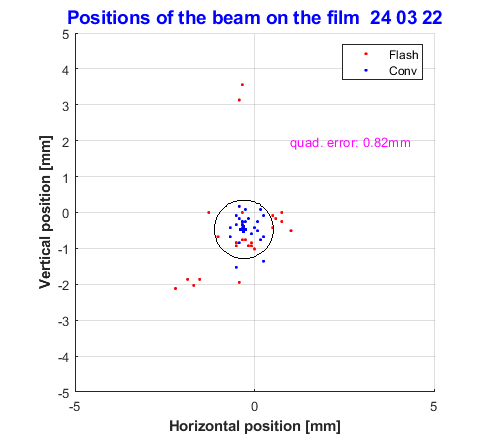 Positions of the beam on the film  24 03 22
5
4
3
2
1
0
-1
-2
-3
-4
-5
Vertical position [mm]
Flash
Conv
quad. error: 0.82mm
-5
0
5
Horizontal position [mm]